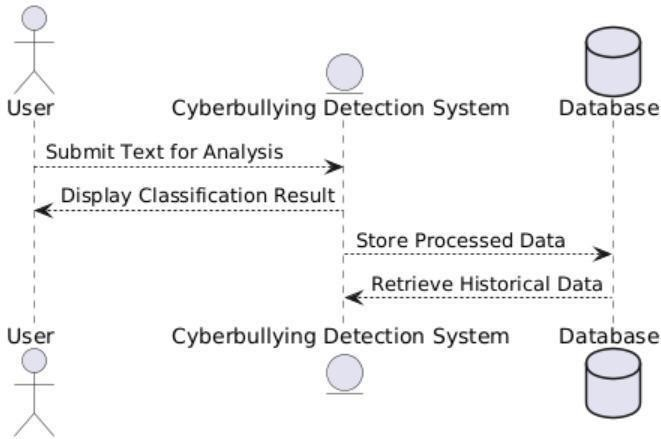 User
Cyberbullying Detection System
Database
Submit Text for Analysis
Display Classification Result
Store Processed Data
Retrieve Historical Data
User
Cyberbullying Detection System
Database